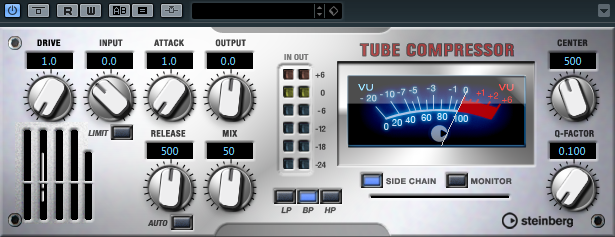 R W AB
DRIVE INPUT ATTACK OUTPUT
1.0 0.0 1.0 0.0
LIMIT
RELEASE MIX
500 50
AUTO
IN OUT
+6
0
-6
-12
-18
-24
LP BP HP
TUBE COMPRESSOR
VU VU
- 20 -10 -7 -5 -3 -1 0 +1 +2 +6
0 20 40 60 80 100
SIDE CHAIN MONITOR
CENTER
500
Q-FACTOR
0.100
steinberg